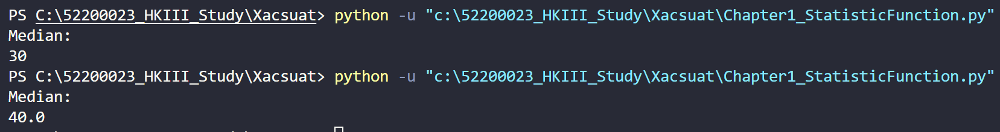 PS C:\52200023_HKIII_Study\Xacsuat> python -u "c:\52200023_HKIII_Study\Xacsuat\Chapter1_StatisticFunction.py"
Median:
30
PS C:\52200023_HKIII_Study\Xacsuat> python -u "c:\52200023_HKIII_Study\Xacsuat\Chapter1_StatisticFunction.py"
Median:
40.0